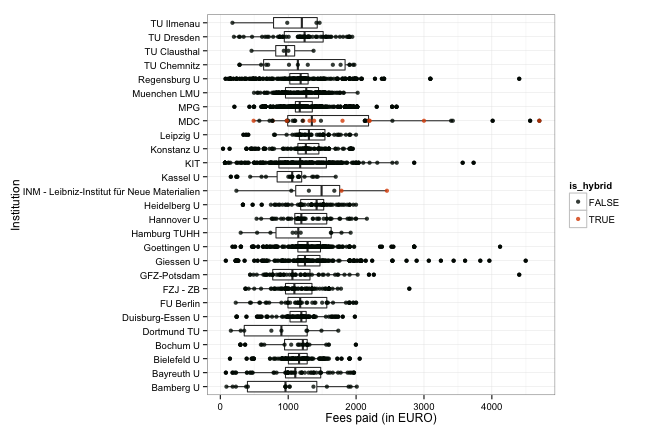 Institution
TU Ilmenau
TU Dresden
TU Clausthal
TU Chemnitz
Regensburg U
Muenchen LMU
MPG
MDC
Leipzig U
Konstanz U
KIT
Kassel U
INM - Leibniz-Institut für Neue Materialien
Heidelberg U
Hannover U
Hamburg TUHH
Goettingen U
Giessen U
GFZ-Potsdam
FZJ - ZB
FU Berlin
Duisburg-Essen U
Dortmund TU
Bochum U
Bielefeld U
Bayreuth U
Bamberg U
0 1000 2000 3000 4000
Fees paid (in EURO)
is_hybrid
FALSE
TRUE